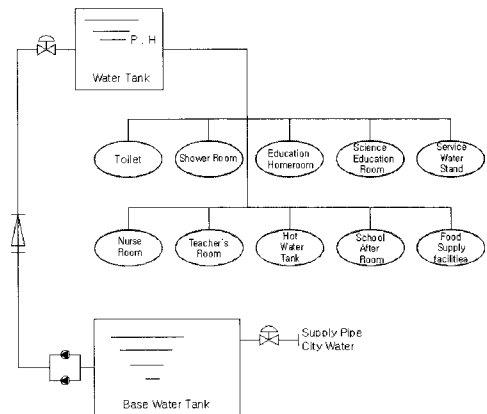 P . H
Water Tank
Toilet
Shower Room
Education
Homeroom
Science
Education
Room
Service
Water
Stand
Nurse
Room
Teacher's
Room
Hot
Water
Tank
School
After
Room
Food
Supply
facilities
Supply Pipe
City Water
Base Water Tank